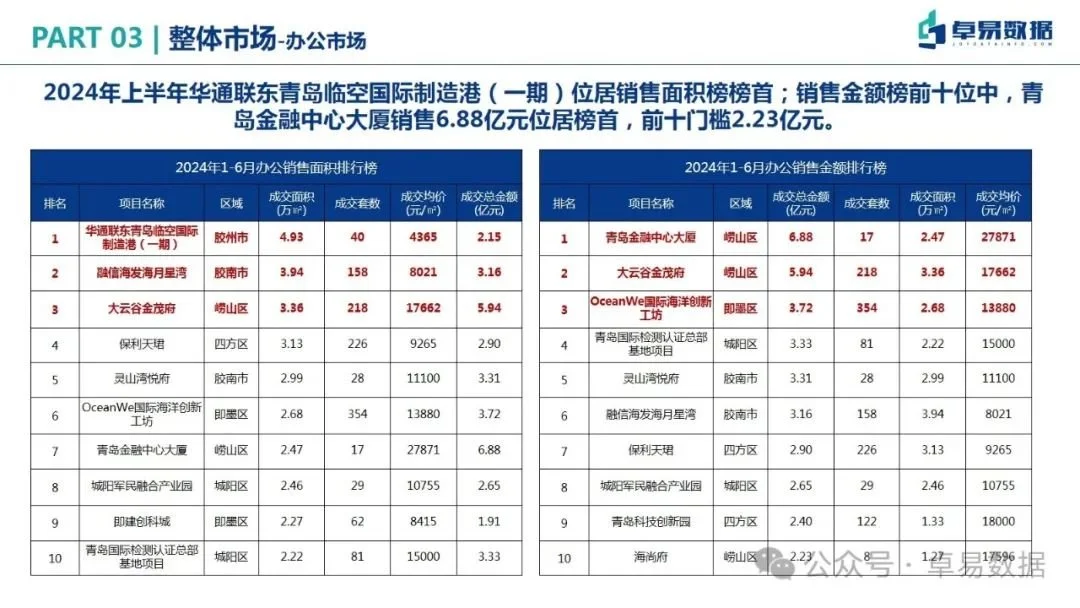 PART 03 | 整体市场-办公市场
卓易数据
JOYDATAINFO.COM
2024年上半年华通联东青岛临空国际制造港（一期）位居销售面积榜榜首；销售金额榜前十位中，青
岛金融中心大厦销售6.88亿元位居榜首，前十门槛2.23亿元。
2024年1-6月办公销售面积排行榜
排名 项目名称 区域 成交面积(万㎡) 成交套数 成交均价(元/㎡) 成交总金额(亿元)
1 华通联东青岛临空国际制造港（一期） 胶州市 4.93 40 4365 2.15
2 融信海发海月星湾 胶南市 3.94 158 8021 3.16
3 大云谷金茂府 崂山区 3.36 218 17662 5.94
4 保利天珺 四方区 3.13 226 9265 2.90
5 灵山湾悦府 胶南市 2.99 28 11100 3.31
6 OceanWe国际海洋创新工坊 即墨区 2.68 354 13880 3.72
7 青岛金融中心大厦 崂山区 2.47 17 27871 6.88
8 城阳军民融合产业园 城阳区 2.46 29 10755 2.65
9 即建创科城 即墨区 2.27 62 8415 1.91
10 青岛国际检测认证总部基地项目 城阳区 2.22 81 15000 3.33
2024年1-6月办公销售金额排行榜
排名 项目名称 区域 成交总金额(亿元) 成交套数 成交面积(万㎡) 成交均价(元/㎡)
1 青岛金融中心大厦 崂山区 6.88 17 2.47 27871
2 大云谷金茂府 崂山区 5.94 218 3.36 17662
3 OceanWe国际海洋创新工坊 即墨区 3.72 354 2.68 13880
4 青岛国际检测认证总部基地项目 城阳区 3.33 81 2.22 15000
5 灵山湾悦府 胶南市 3.31 28 2.99 11100
6 融信海发海月星湾 胶南市 3.16 158 3.94 8021
7 保利天珺 四方区 2.90 226 3.13 9265
8 城阳军民融合产业园 城阳区 2.65 29 2.46 10755
9 青岛科技创新园 四方区 2.40 122 1.33 18000
10 海尚府 崂山区 2.23 8 1.27 17596
公众号 · 卓易数据